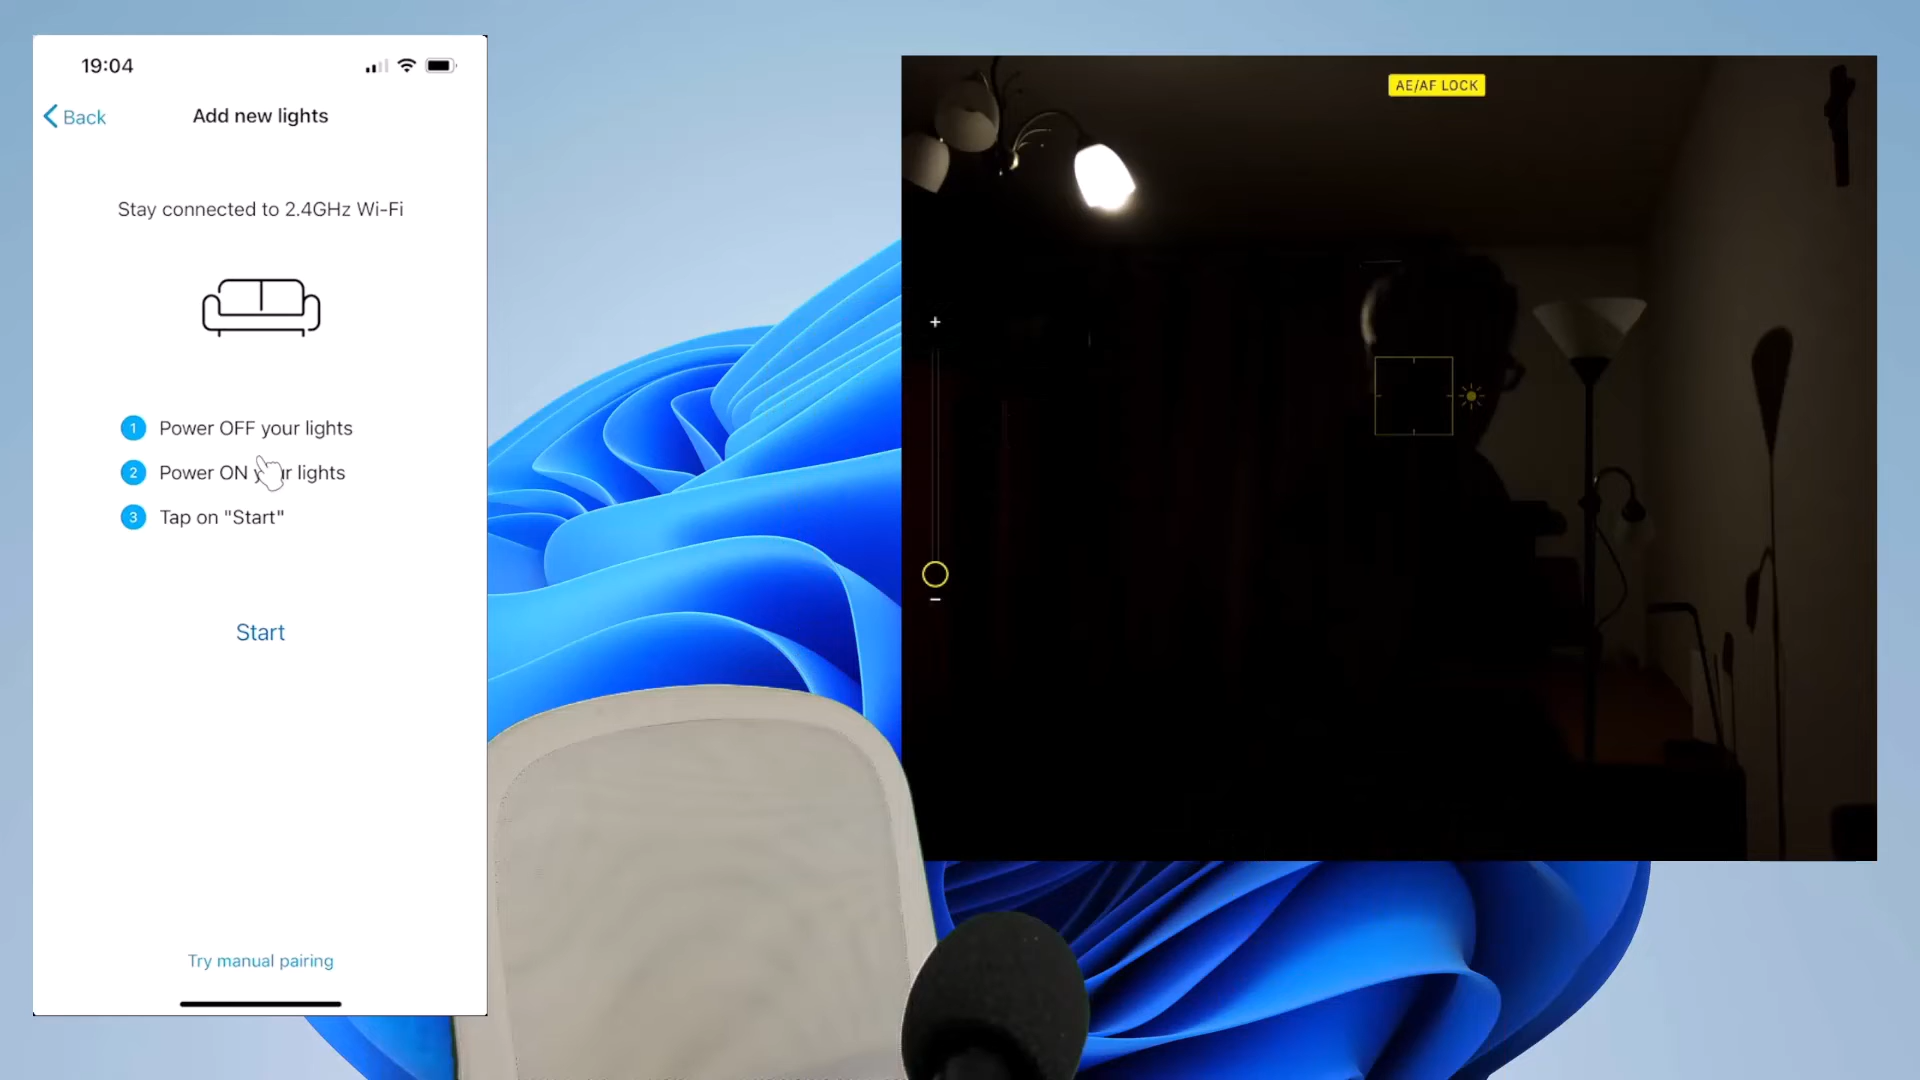 19:04
Back
Add new lights
Stay connected to 2.4GHz Wi-Fi
1 Power OFF your lights
2 Power ON your lights
3 Tap on "Start"
Start
Try manual pairing
AE/AF LOCK